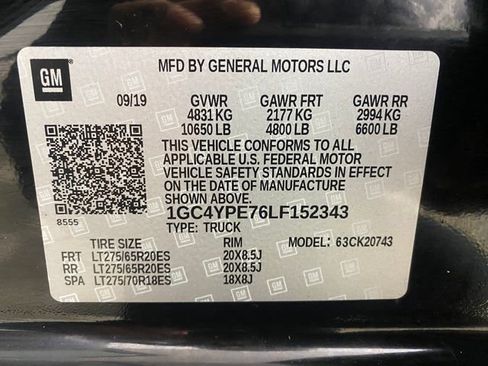 GM
MFD BY GENERAL MOTORS LLC
09/19 GVWR GAWR FRT GAWR RR
4831 KG 2177 KG 2994 KG
10650 LB 4800 LB 6600 LB
THIS VEHICLE CONFORMS TO ALL
APPLICABLE U.S. FEDERAL MOTOR
VEHICLE SAFETY STANDARDS IN EFFECT
ON THE DATE OF MANUFACTURE SHOWN
ABOVE.
1GC4YPE76LF152343
8555
TYPE: TRUCK MODEL: 63CK20743
TIRE SIZE RIM
FRT LT275/65R20ES 20X8.5J
RR LT275/65R20ES 20X8.5J
SPA LT275/70R18ES 18X8J